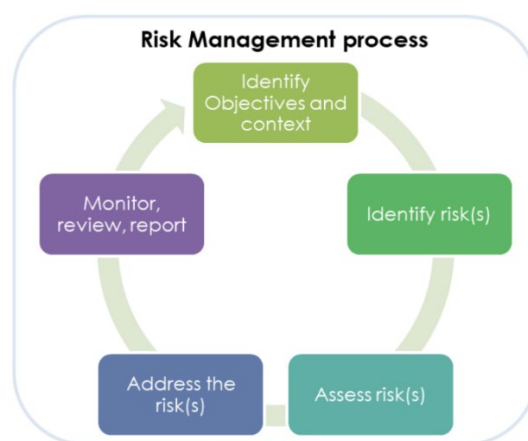 Risk Management process
Identify
Objectives and
context
Identify risk(s)
Assess risk(s)
Address the
risk(s)
Monitor,
review, report